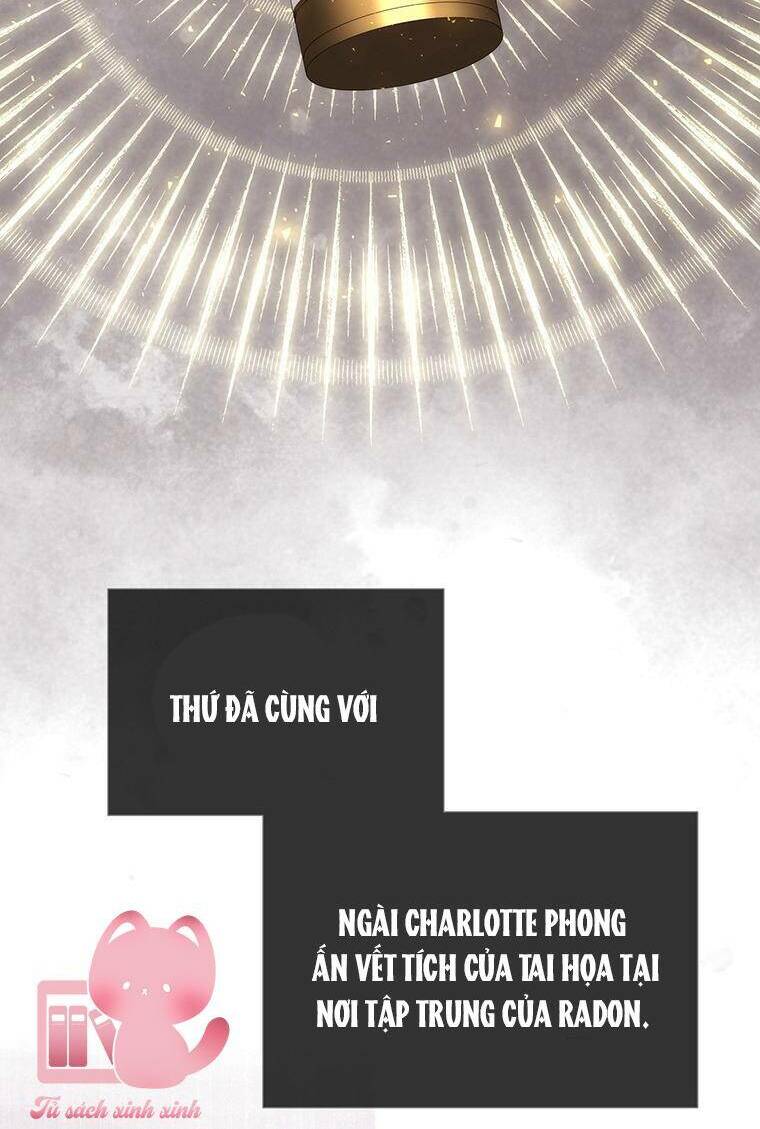 THỨ ĐÃ CÙNG VỚI
NGÀI CHARLOTTE PHONG
ẤN VẾT TÍCH CỦA TAI HỌA TẠI
NƠI TẬP TRUNG CỦA RADON.
Tủ sách xinh xinh